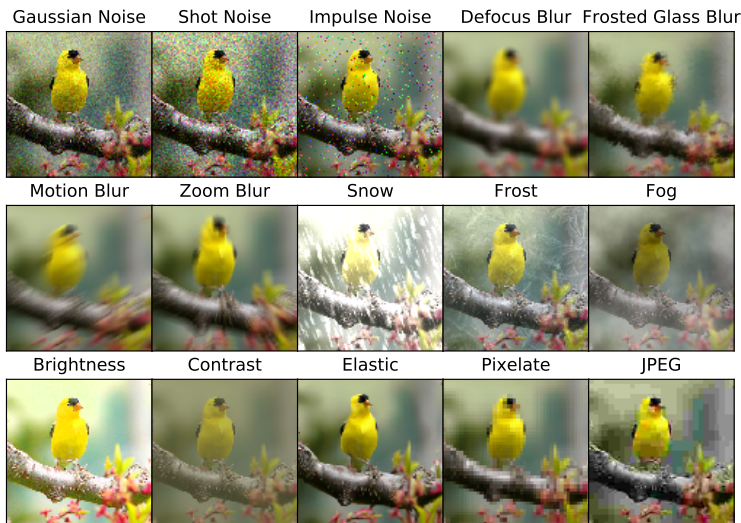 Gaussian Noise Shot Noise Impulse Noise Defocus Blur Frosted Glass Blur
Motion Blur Zoom Blur Snow Frost Fog
Brightness Contrast Elastic Pixelate JPEG